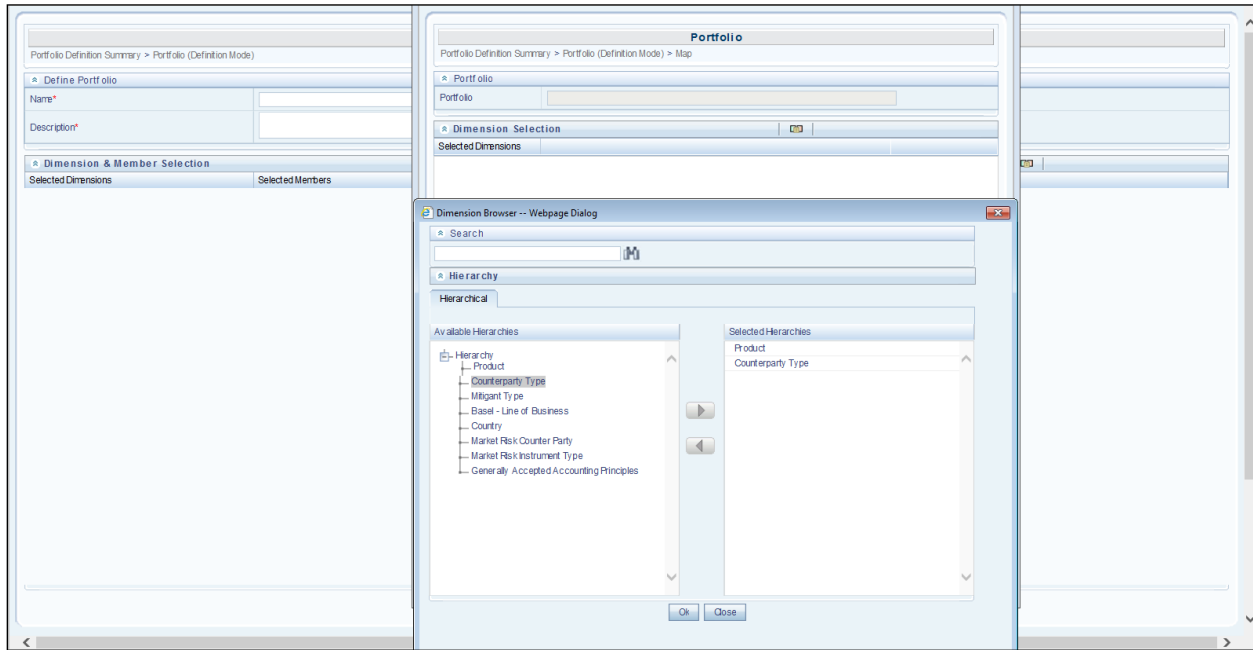 Portfolio Definition Summary > Portfolio (Definition Mode)
Define Portfolio
Name*
Description*
Dimension & Member Selection
Selected Dimensions
Selected Members
Portfolio
Portfolio Definition Summary > Portfolio (Definition Mode) > Map
Portfolio
Portfolio
Dimension Selection
Selected Dimensions
Dimension Browser -- Webpage Dialog
Search
Hierarchy
Hierarchical
Available Hierarchies
Hierarchy
Product
Counterparty Type
Mitigant Type
Basel - Line of Business
Country
Market Risk Counter Party
Market Risk Instrument Type
Generally Accepted Accounting Principles
Selected Hierarchies
Product
Counterparty Type
Ok
Close